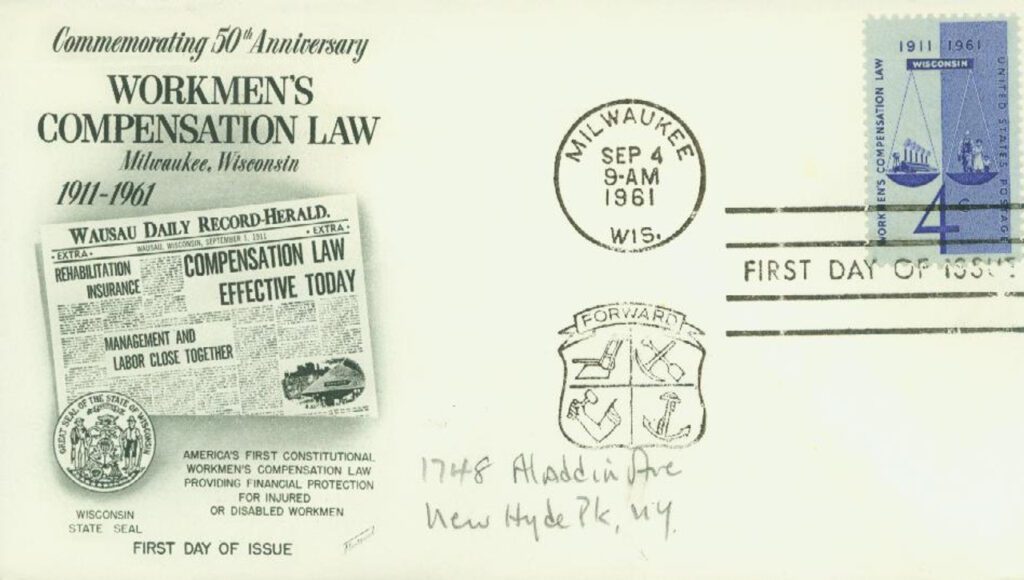 Commemorating 50th Anniversary
WORKMEN'S
COMPENSATION LAW
Milwaukee, Wisconsin
1911-1961
WAUSAU DAILY RECORD-HERALD.
• EXTRA •
WAUSAU, WISCONSIN, SEPTEMBER 1, 1911
• EXTRA •
REHABILITATION
INSURANCE
COMPENSATION LAW
EFFECTIVE TODAY
MANAGEMENT AND
LABOR CLOSE TOGETHER
GREAT SEAL OF THE STATE OF WISCONSIN
WISCONSIN
STATE SEAL
AMERICA'S FIRST CONSTITUTIONAL
WORKMEN'S COMPENSATION LAW
PROVIDING FINANCIAL PROTECTION
FOR INJURED
OR DISABLED WORKMEN
FIRST DAY OF ISSUE
MILWAUKEE
SEP 4
9-AM
1961
WIS.
1911 1961
WISCONSIN
WORKMEN'S COMPENSATION LAW
UNITED STATES POSTAGE
4c
FIRST DAY OF ISSUE
FORWARD
1748 Aladdin Ave
New Hyde Pk, NY.